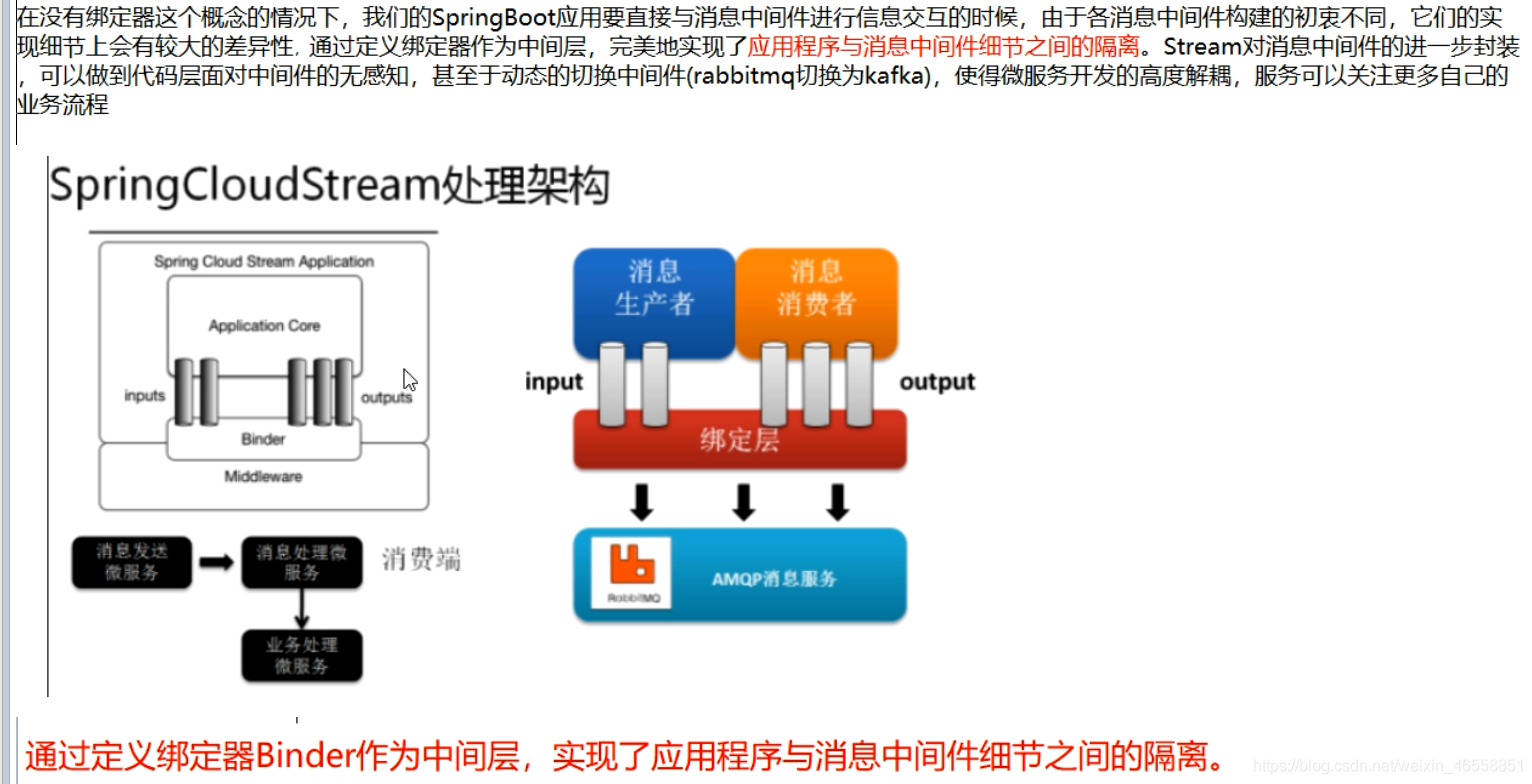 在没有绑定器这个概念的情况下，我们的SpringBoot应用要直接与消息中间件进行信息交互的时候，由于各消息中间件构建的初衷不同，它们的实
现细节上会有较大的差异性, 通过定义绑定器作为中间层，完美地实现了应用程序与消息中间件细节之间的隔离。Stream对消息中间件的进一步封装
，可以做到代码层面对中间件的无感知，甚至于动态的切换中间件(rabbitmq切换为kafka)，使得微服务开发的高度解耦，服务可以关注更多自己的
业务流程
SpringCloudStream处理架构
Spring Cloud Stream Application
Application Core
inputs
outputs
Binder
Middleware
消息发送
微服务
消息处理微
服务
消费端
业务处理
微服务
消息
生产者
消息
消费者
input
output
绑定层
RabbitMQ
AMQP消息服务
通过定义绑定器Binder作为中间层，实现了应用程序与消息中间件细节之间的隔离。
https://blog.csdn.net/weixin_46558851